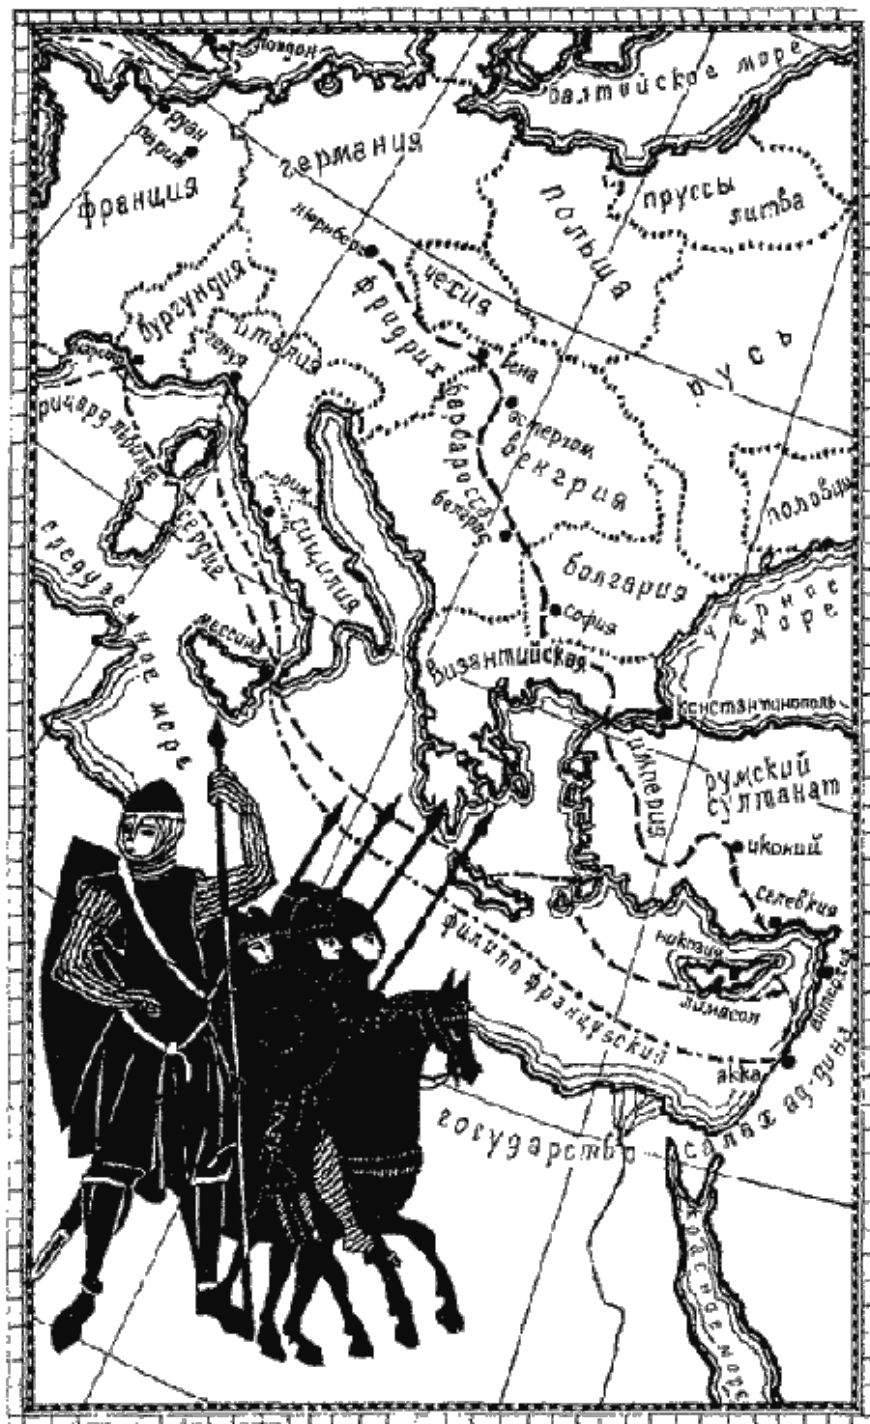 лондон
балтийское море
руан
париж
германия
франция
польша
пруссы
литва
нюрнберг
чехия
фридрих барбаросса
бургундия
италия
генуя
русь
вена
эстергом
венгрия
ричард львиное сердце
рим
сицилия
белград
половцы
болгария
софия
черное море
средуземное море
мессина
византийская империя
константинополь
румский султанат
иконий
селевкия
никозия
лимасол
филипп французский
акка
государство салах ад-дина
красное море